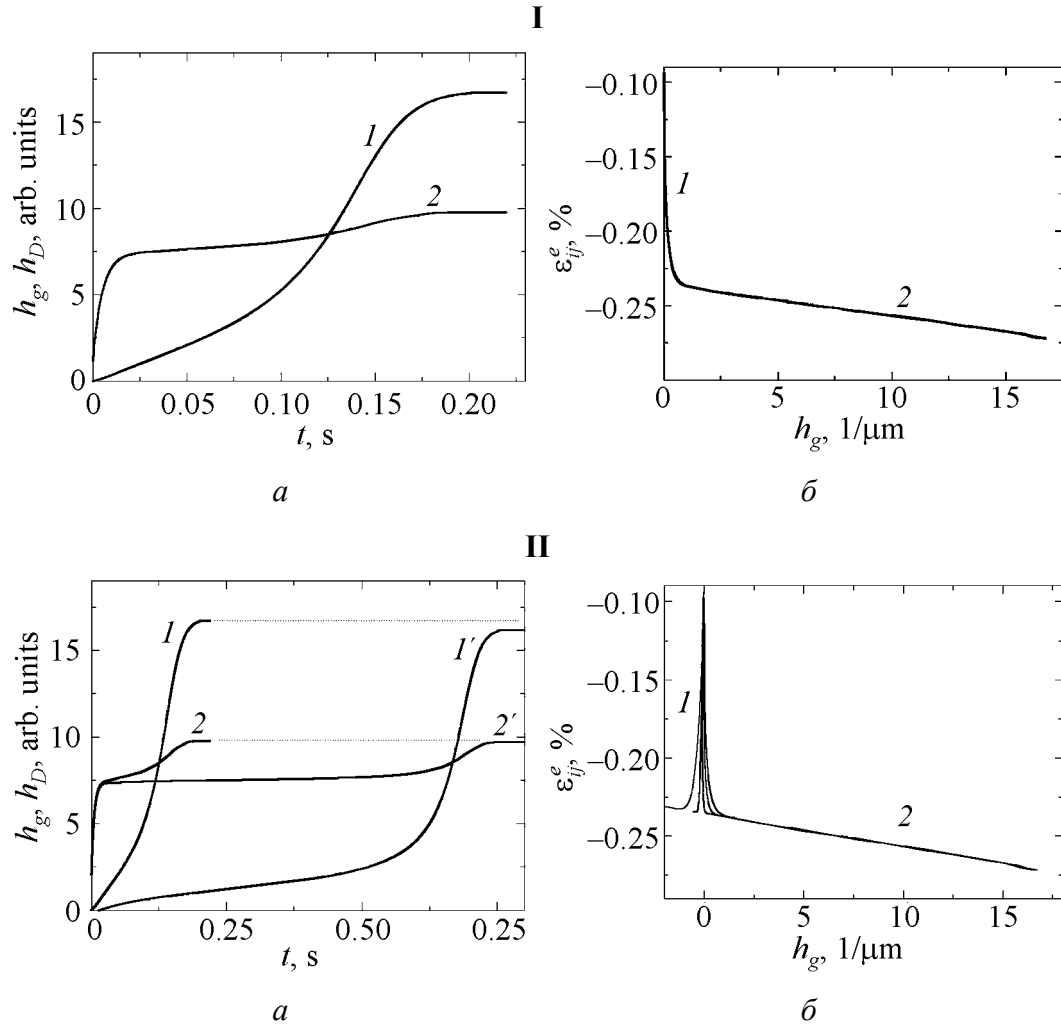 I
h_g, h_D, arb. units
15
10
5
0
1
2
0 0.05 0.10 0.15 0.20
t, s
а
ε^e_ij, %
−0.10
−0.15
−0.20
−0.25
1
2
0 5 10 15
h_g, 1/μm
б
II
h_g, h_D, arb. units
15
10
5
0
1
1′
2
2′
0 0.25 0.50 0.25
t, s
а
ε^e_ij, %
−0.10
−0.15
−0.20
−0.25
1
2
0 5 10 15
h_g, 1/μm
б